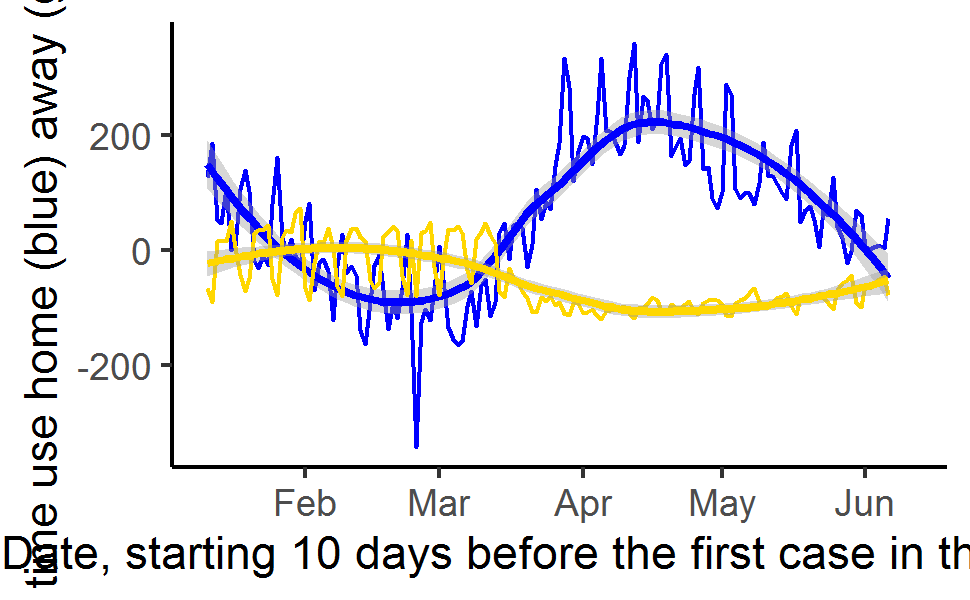 time use home (blue) away (
200
0
-200
Feb Mar Apr May Jun
Date, starting 10 days before the first case in th